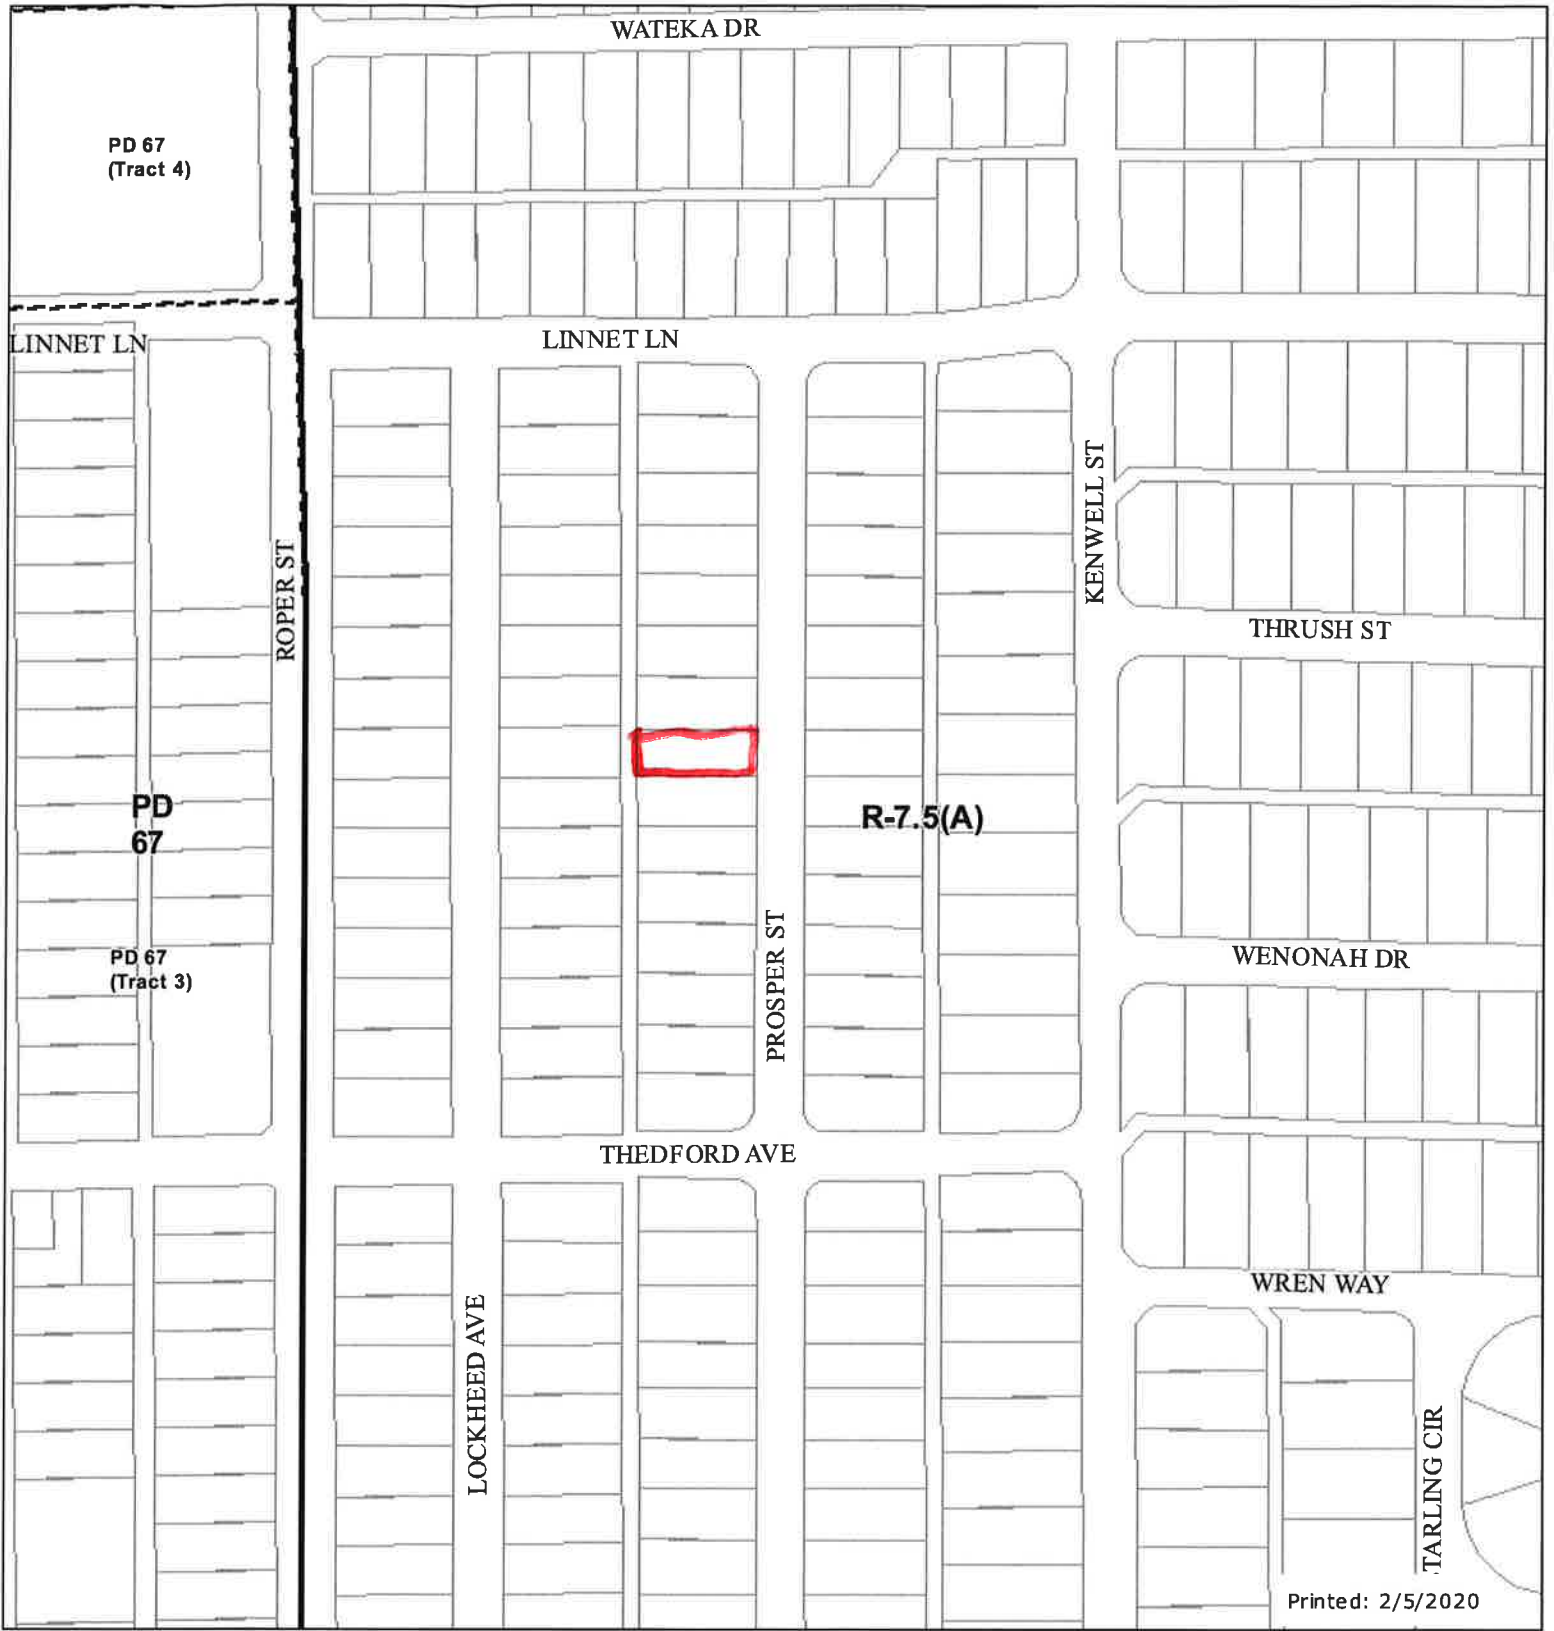 WATEKA DR
PD 67
(Tract 4)
LINNET LN
LINNET LN
KENWELL ST
ROPER ST
THRUSH ST
PD
67
R-7.5(A)
PROSPER ST
WENONAH DR
PD 67
(Tract 3)
THEDFORD AVE
WREN WAY
LOCKHEED AVE
TARLING CIR
Printed: 2/5/2020